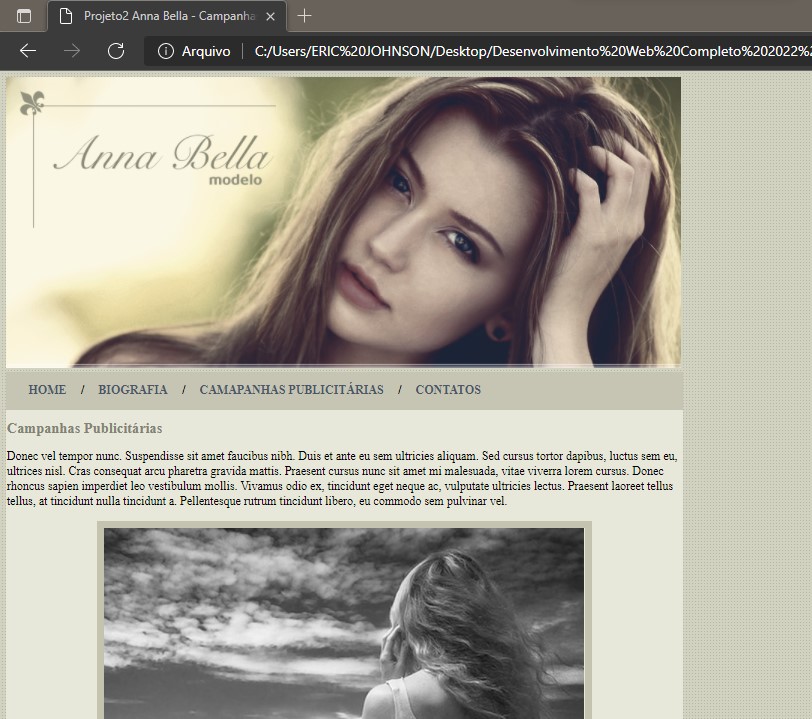 Projeto2 Anna Bella - Campanha
Arquivo C:/Users/ERIC%20JOHNSON/Desktop/Desenvolvimento%20Web%20Completo%202022%2
Anna Bella
modelo
HOME / BIOGRAFIA / CAMAPANHAS PUBLICITÁRIAS / CONTATOS
Campanhas Publicitárias
Donec vel tempor nunc. Suspendisse sit amet faucibus nibh. Duis et ante eu sem ultricies aliquam. Sed cursus tortor dapibus, luctus sem eu,
ultrices nisl. Cras consequat arcu pharetra gravida mattis. Praesent cursus nunc sit amet mi malesuada, vitae viverra lorem cursus. Donec
rhoncus sapien imperdiet leo vestibulum mollis. Vivamus odio ex, tincidunt eget neque ac, vulputate ultricies lectus. Praesent laoreet tellus
tellus, at tincidunt nulla tincidunt a. Pellentesque rutrum tincidunt libero, eu commodo sem pulvinar vel.